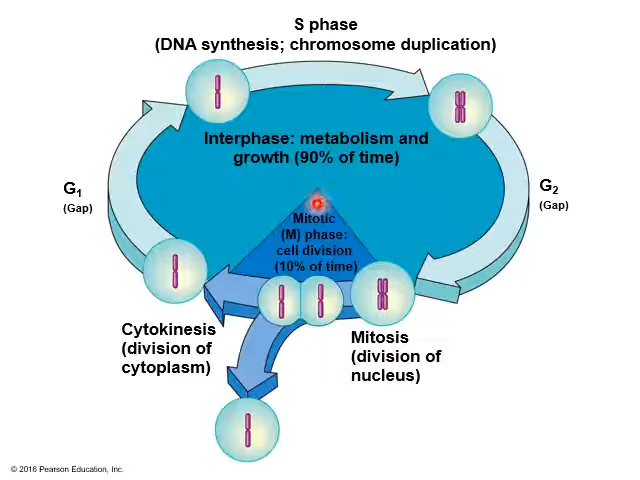 S phase
(DNA synthesis; chromosome duplication)
Interphase: metabolism and
growth (90% of time)
G₁
(Gap)
G₂
(Gap)
Mitotic
(M) phase:
cell division
(10% of time)
Cytokinesis
(division of
cytoplasm)
Mitosis
(division of
nucleus)
© 2016 Pearson Education, Inc.